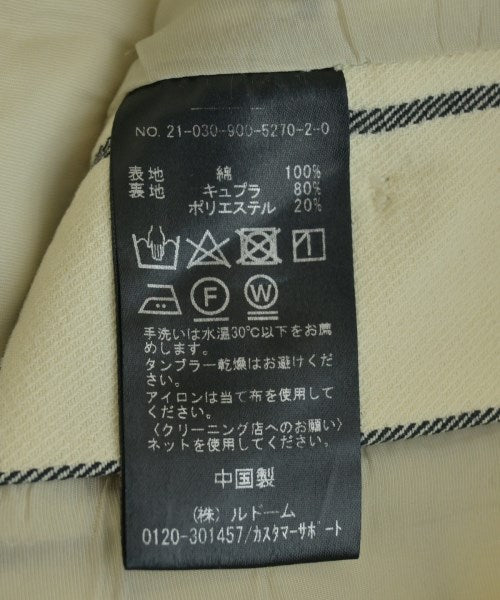 NO. 21-030-900-5270-2-0
表地 綿 100%
裏地 キュプラ 80%
ポリエステル 20%
F W
手洗いは水温30℃以下をお薦
めします。
タンブラー乾燥はお避けくだ
さい。
アイロンは当て布を使用して
ください。
〈クリーニング店へのお願い〉
ネットを使用してください。
中国製
(株) ルドーム
0120-301457/カスタマーサポート